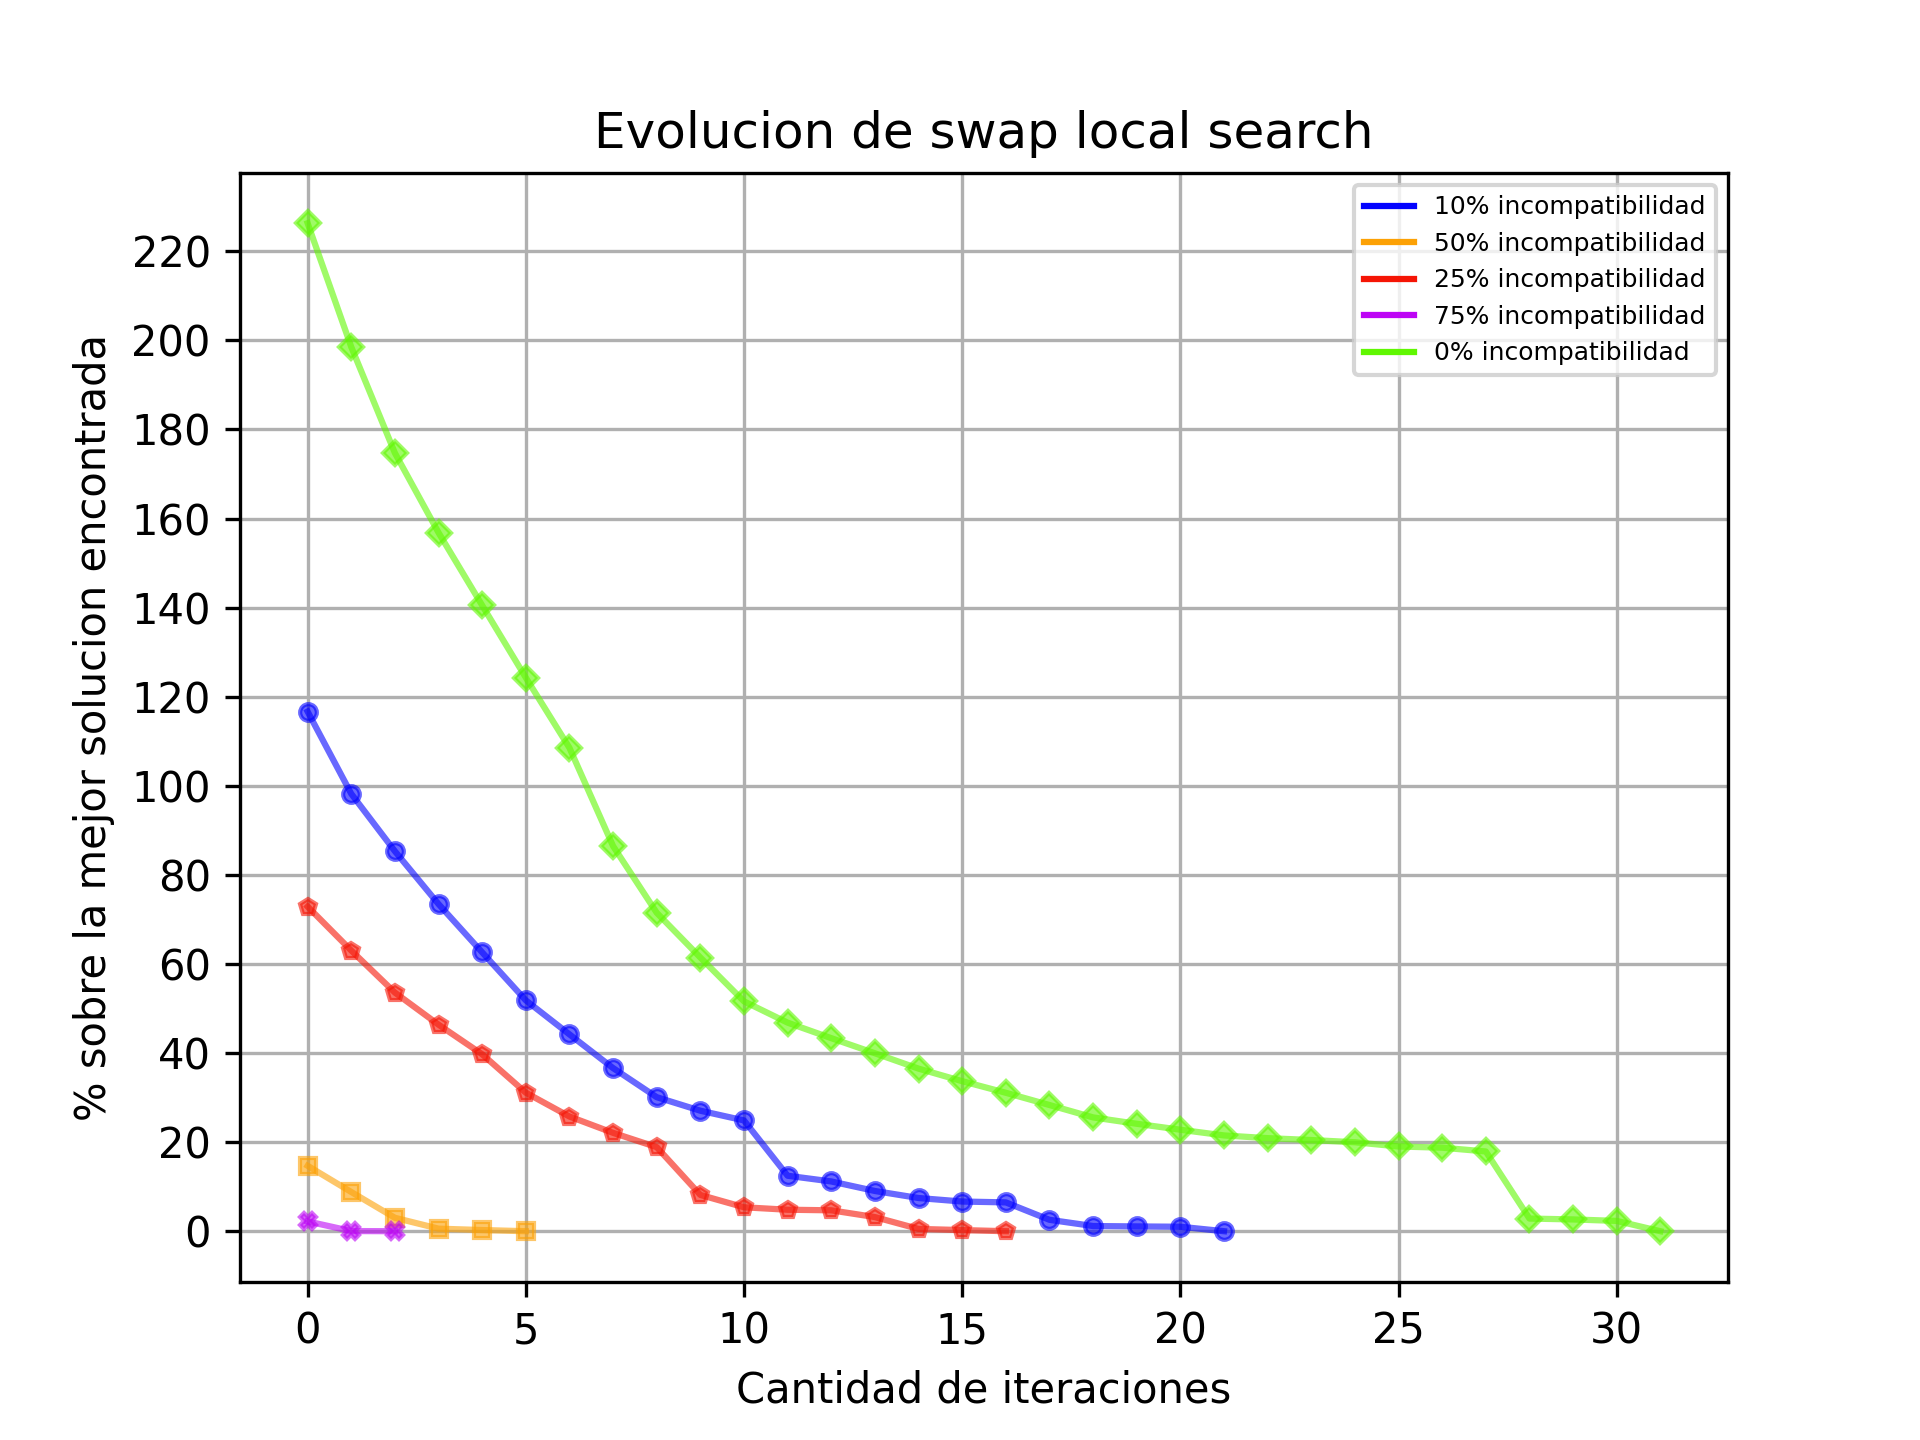 Evolucion de swap local search
10% incompatibilidad
50% incompatibilidad
25% incompatibilidad
75% incompatibilidad
0% incompatibilidad
% sobre la mejor solucion encontrada
220
200
180
160
140
120
100
80
60
40
20
0
0 5 10 15 20 25 30
Cantidad de iteraciones